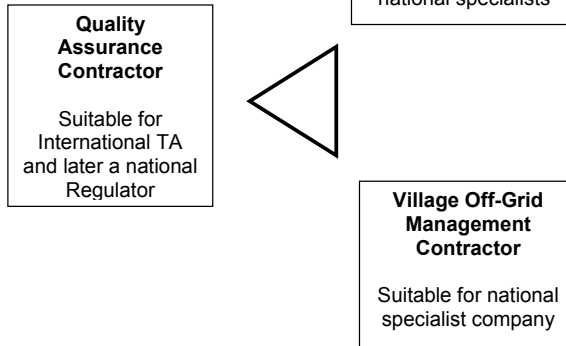 national specialists
Quality
Assurance
Contractor
Suitable for
International TA
and later a national
Regulator
Village Off-Grid
Management
Contractor
Suitable for national
specialist company